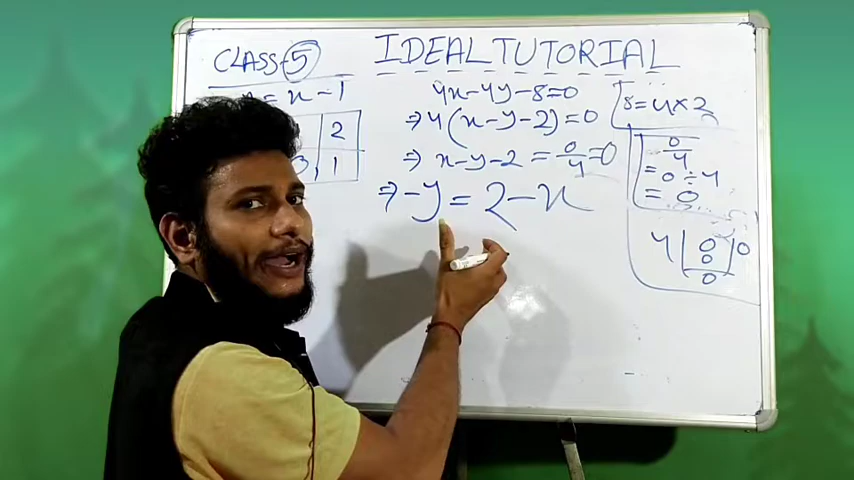 CLASS-5
IDEAL TUTORIAL
= x-1
2
1
4x-4y-8=0
⇒ 4(x-y-2)=0
⇒ x-y-2 = 0/4 = 0
⇒ -y = 2-x
8=4×2
0/4
= 0÷4
= 0
4 | 0 | 0
0
0